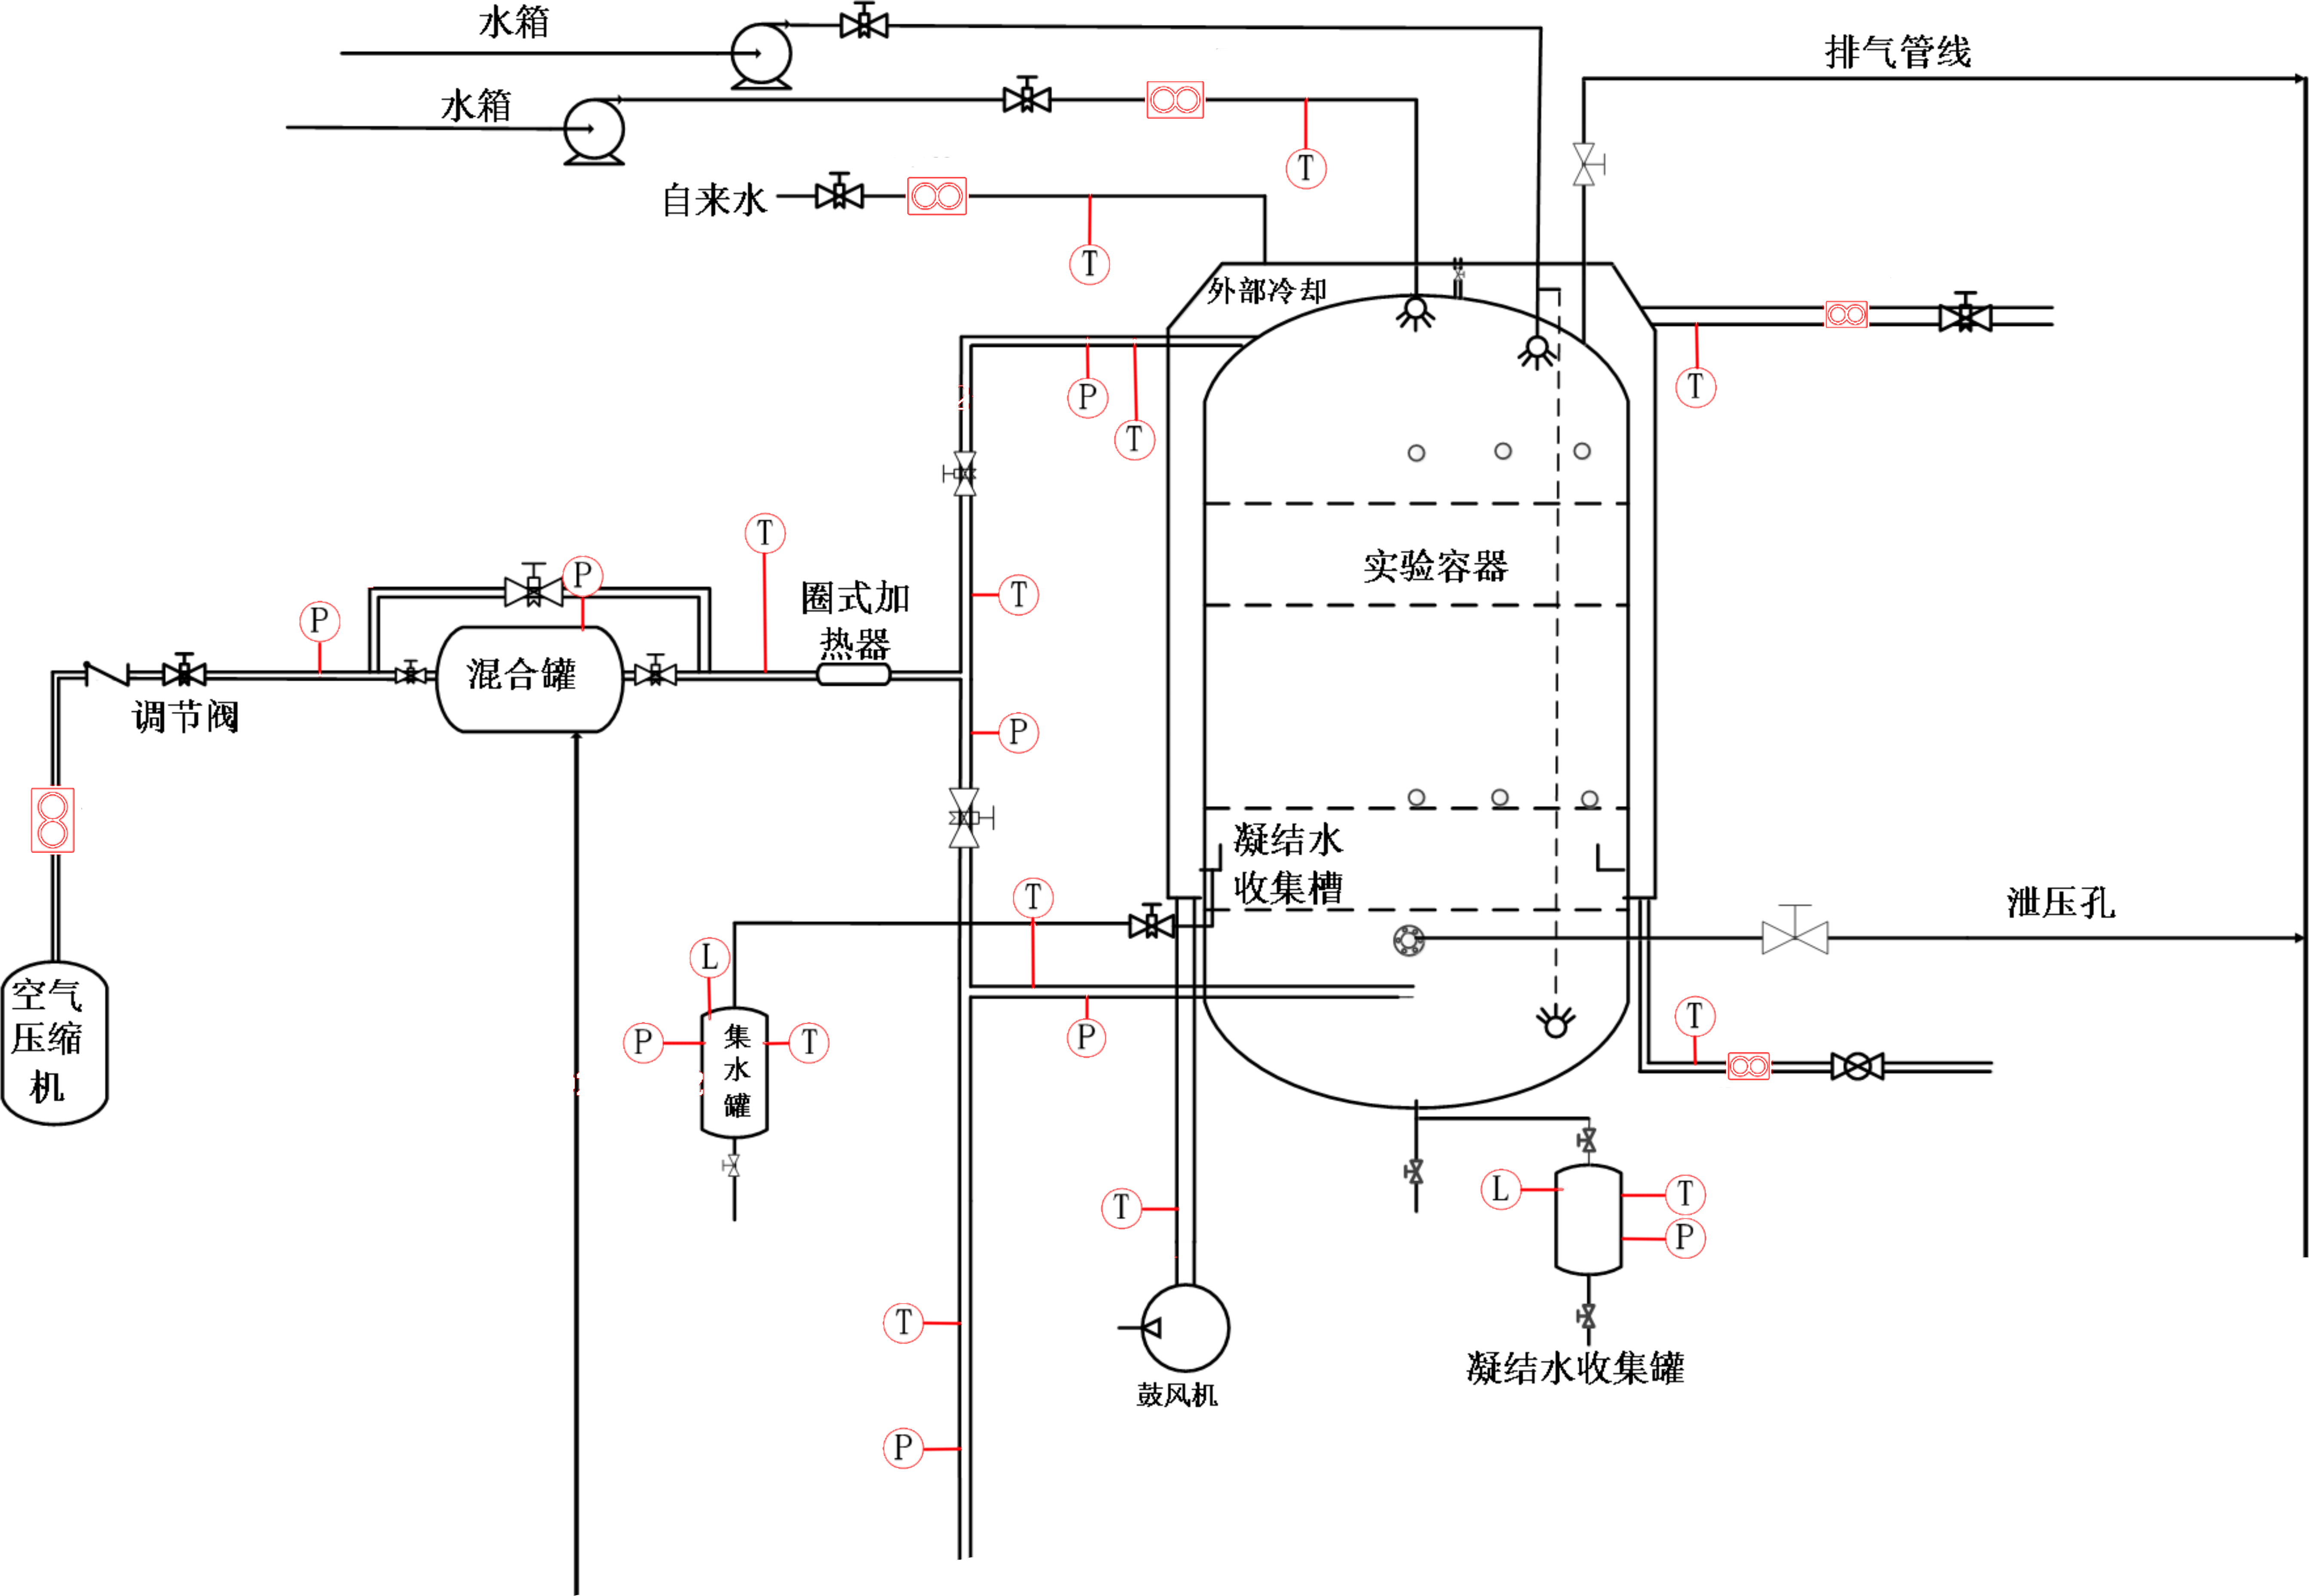 水箱
排气管线
水箱
T
自来水
T
外部冷却
T
P
T
T
实验容器
P
圈式加
热器
T
P
混合罐
调节阀
P
凝结水
收集槽
T
泄压孔
L
空气
压缩
机
P
集
水
罐
T
P
T
L
T
T
P
T
凝结水收集罐
鼓风机
P